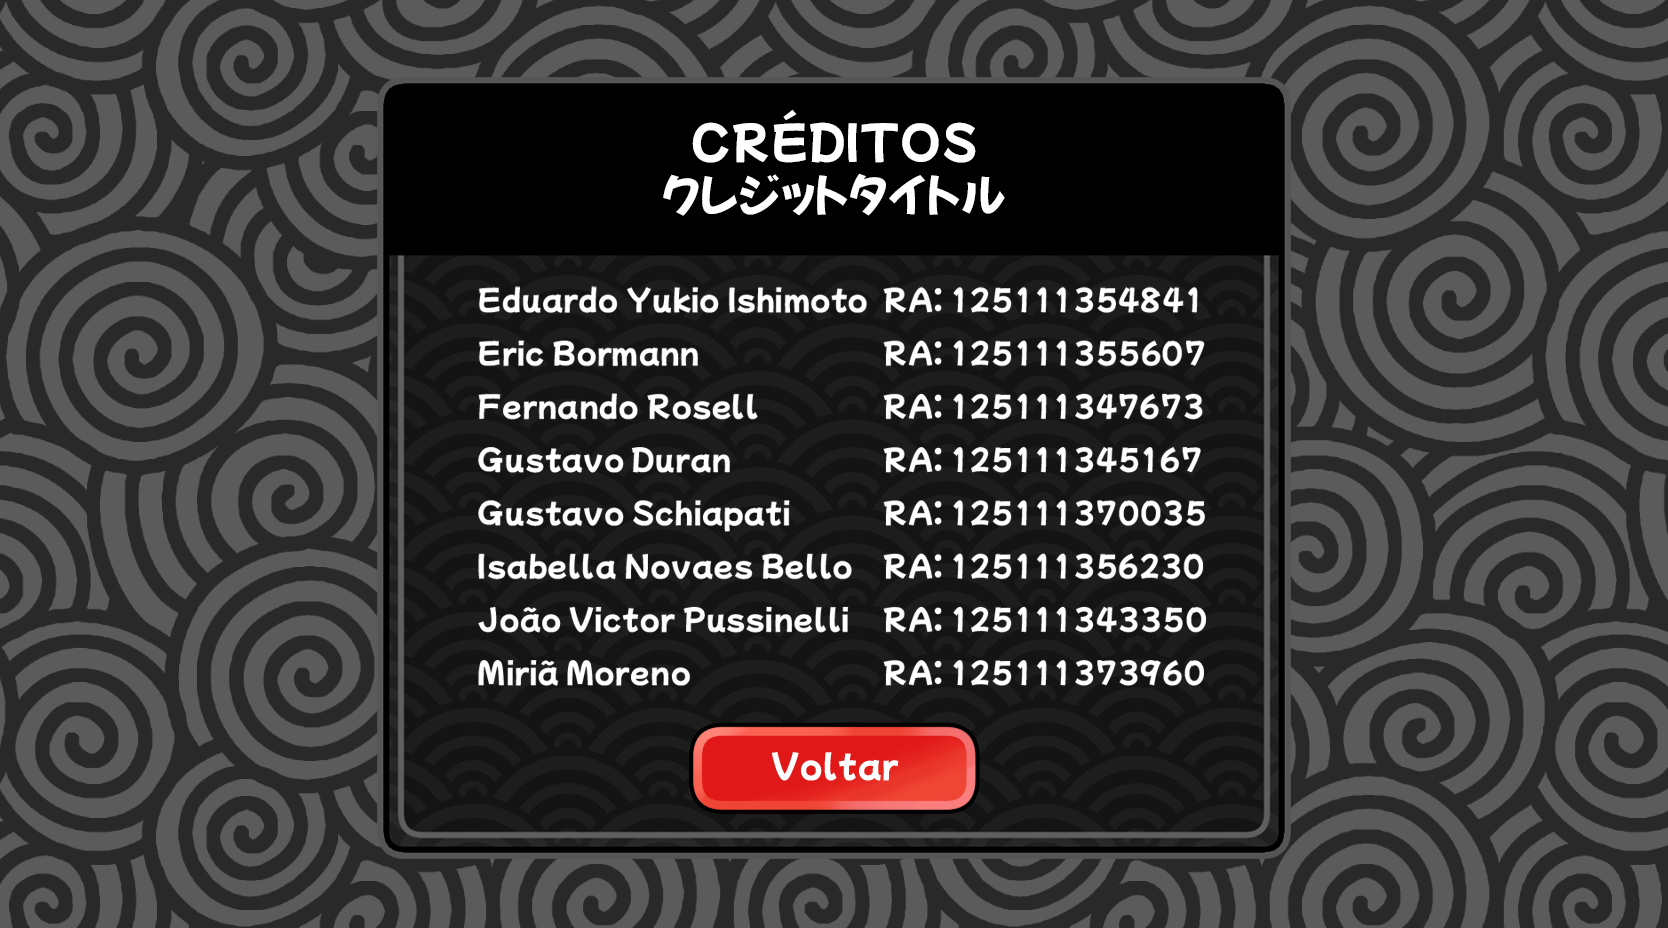 CRÉDITOS
クレジットタイトル
Eduardo Yukio Ishimoto RA: 125111354841
Eric Bormann RA: 125111355607
Fernando Rosell RA: 125111347673
Gustavo Duran RA: 125111345167
Gustavo Schiapati RA: 125111370035
Isabella Novaes Bello RA: 125111356230
João Victor Pussinelli RA: 125111343350
Miriã Moreno RA: 125111373960
Voltar